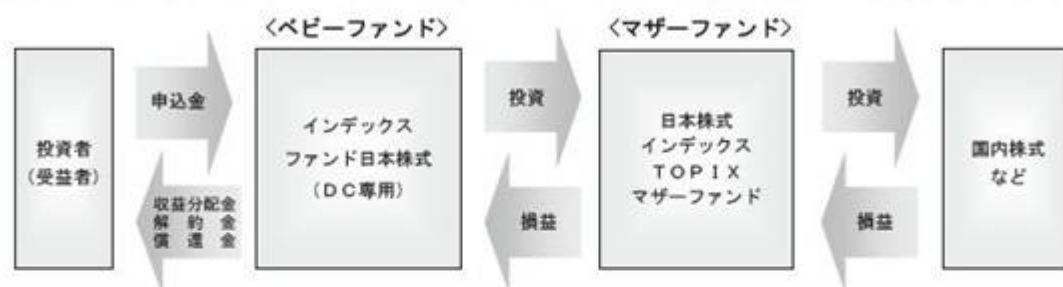 〈ベビーファンド〉
〈マザーファンド〉
投資者
(受益者)
申込金
収益分配金
解約金
償還金
インデックス
ファンド日本株式
(DC専用)
投資
損益
日本株式
インデックス
TOPIX
マザーファンド
投資
損益
国内株式
など